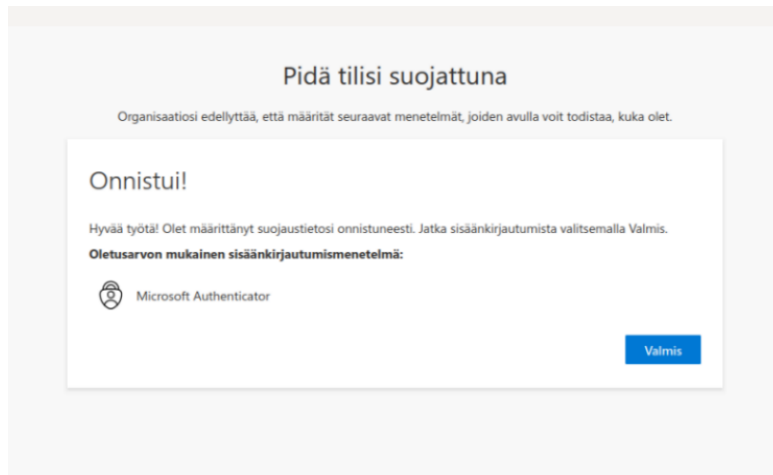 Pidä tilisi suojattuna
Organisaatiosi edellyttää, että määrität seuraavat menetelmät, joiden avulla voit todistaa, kuka olet.
Onnistui!
Hyvää työtä! Olet määrittänyt suojaustietosi onnistuneesti. Jatka sisäänkirjautumista valitsemalla Valmis.
Oletusarvon mukainen sisäänkirjautumismenetelmä:
Microsoft Authenticator
Valmis